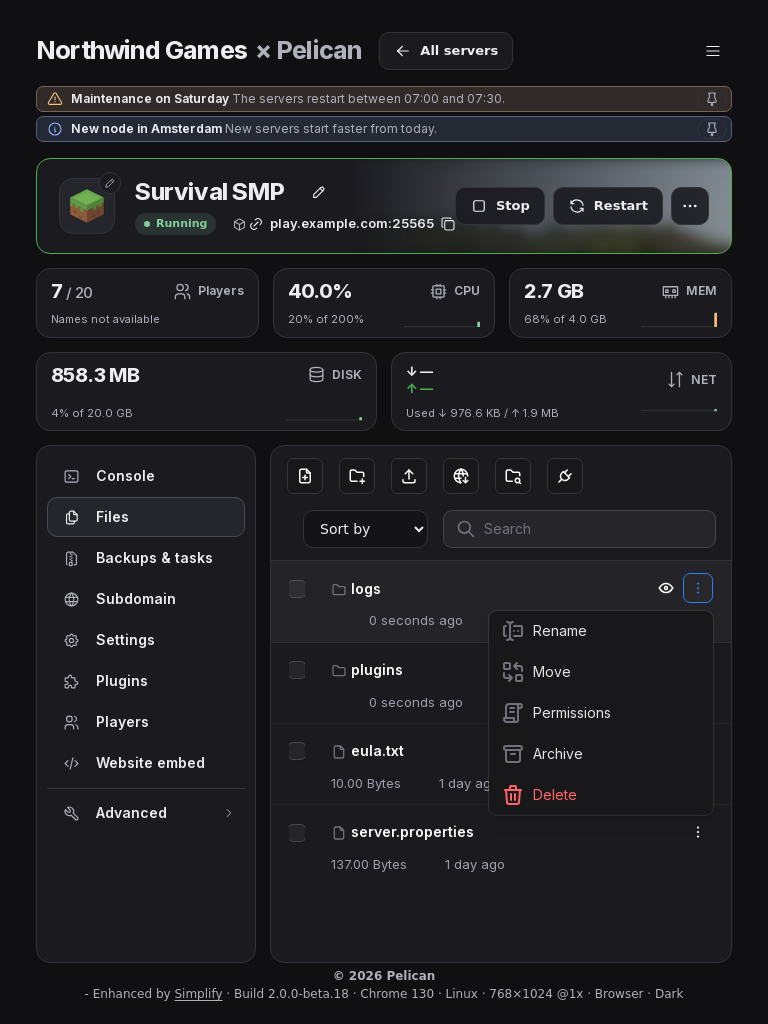 Northwind Games × Pelican All servers
Maintenance on Saturday The servers restart between 07:00 and 07:30.
New node in Amsterdam New servers start faster from today.
Survival SMP
Running play.example.com:25565
Stop Restart
7 / 20 Players
Names not available
40.0% CPU
20% of 200%
2.7 GB MEM
68% of 4.0 GB
858.3 MB DISK
4% of 20.0 GB
↓ —
↑ — NET
Used ↓ 976.6 KB / ↑ 1.9 MB
Console
Files
Backups & tasks
Subdomain
Settings
Plugins
Players
Website embed
Advanced
Sort by Search
logs
0 seconds ago
plugins
0 seconds ago
eula.txt
10.00 Bytes 1 day ag
server.properties
137.00 Bytes 1 day ago
Rename
Move
Permissions
Archive
Delete
© 2026 Pelican
- Enhanced by Simplify · Build 2.0.0-beta.18 · Chrome 130 · Linux · 768×1024 @1x · Browser · Dark